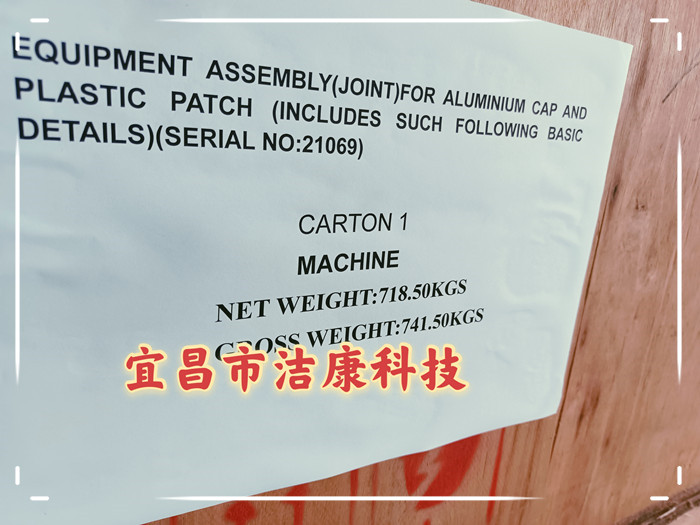 EQUIPMENT ASSEMBLY(JOINT)FOR ALUMINIUM CAP AND
PLASTIC PATCH (INCLUDES SUCH FOLLOWING BASIC
DETAILS)(SERIAL NO:21069)
CARTON 1
MACHINE
NET WEIGHT:718.50KGS
GROSS WEIGHT:741.50KGS
宜昌市洁康科技